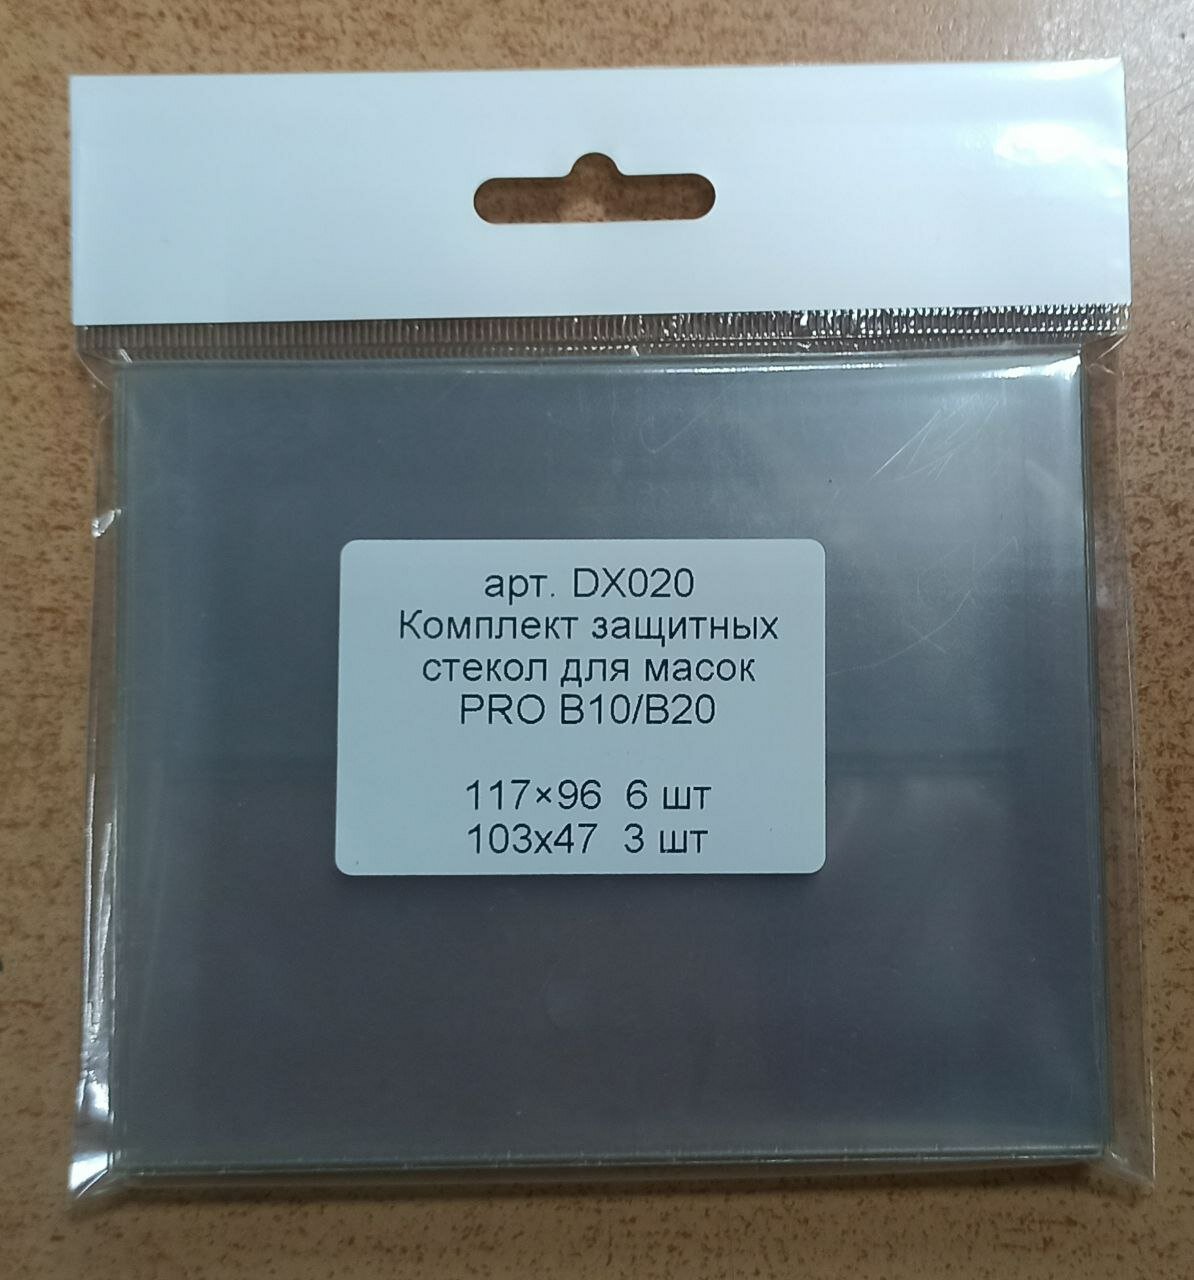 арт. DX020
Комплект защитных
стекол для масок
PRO B10/B20
117×96 6 шт
103x47 3 шт